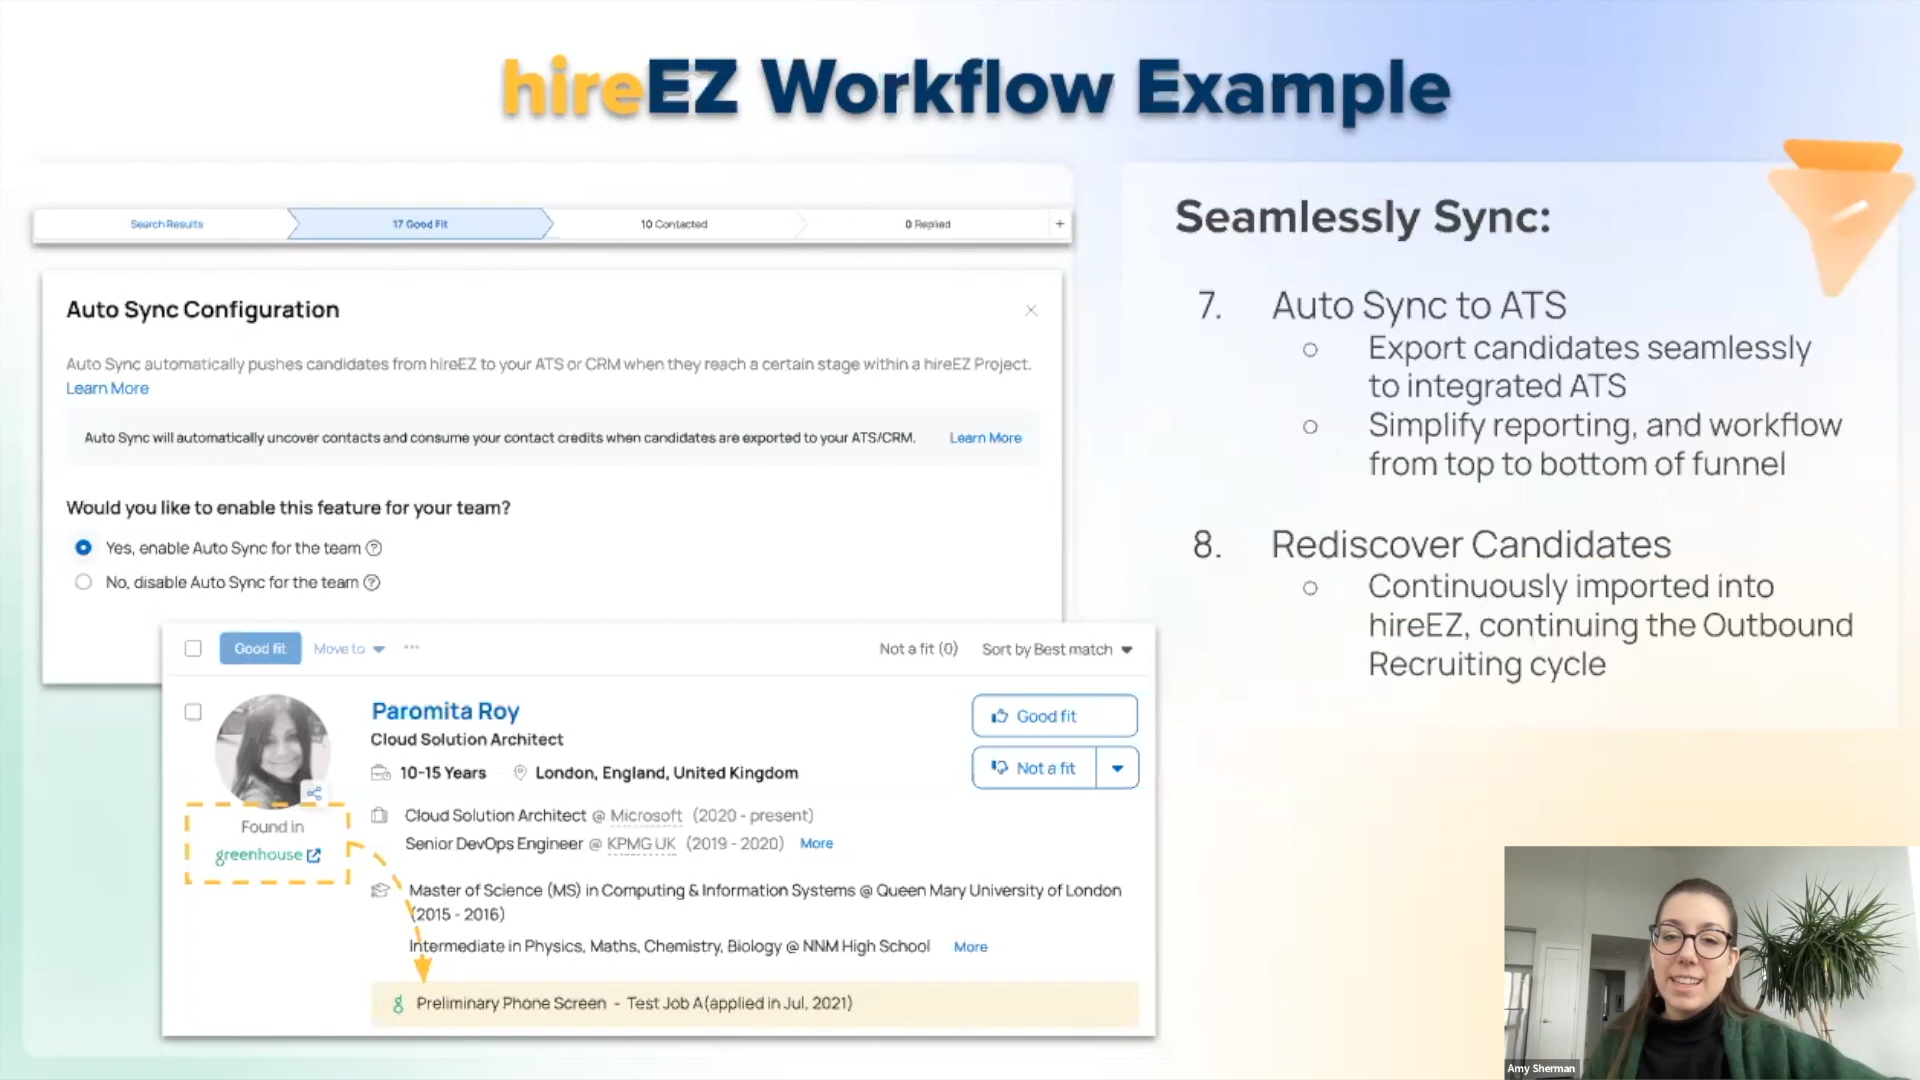 hireEZ Workflow Example
Search Results
17 Good Fit
10 Contacted
0 Replied
+
Auto Sync Configuration
Auto Sync automatically pushes candidates from hireEZ to your ATS or CRM when they reach a certain stage within a hireEZ Project.
Learn More
Auto Sync will automatically uncover contacts and consume your contact credits when candidates are exported to your ATS/CRM. Learn More
Would you like to enable this feature for your team?
Yes, enable Auto Sync for the team ?
No, disable Auto Sync for the team ?
Good fit Move to ... Not a fit (0) Sort by Best match
Paromita Roy
Cloud Solution Architect
10-15 Years London, England, United Kingdom
Good fit
Not a fit
Found in
greenhouse
Cloud Solution Architect @ Microsoft (2020 - present)
Senior DevOps Engineer @ KPMG UK (2019 - 2020) More
Master of Science (MS) in Computing & Information Systems @ Queen Mary University of London
(2015 - 2016)
Intermediate in Physics, Maths, Chemistry, Biology @ NNM High School More
Preliminary Phone Screen - Test Job A(applied in Jul, 2021)
Seamlessly Sync:
7. Auto Sync to ATS
○ Export candidates seamlessly
to integrated ATS
○ Simplify reporting, and workflow
from top to bottom of funnel
8. Rediscover Candidates
○ Continuously imported into
hireEZ, continuing the Outbound
Recruiting cycle
Amy Sherman